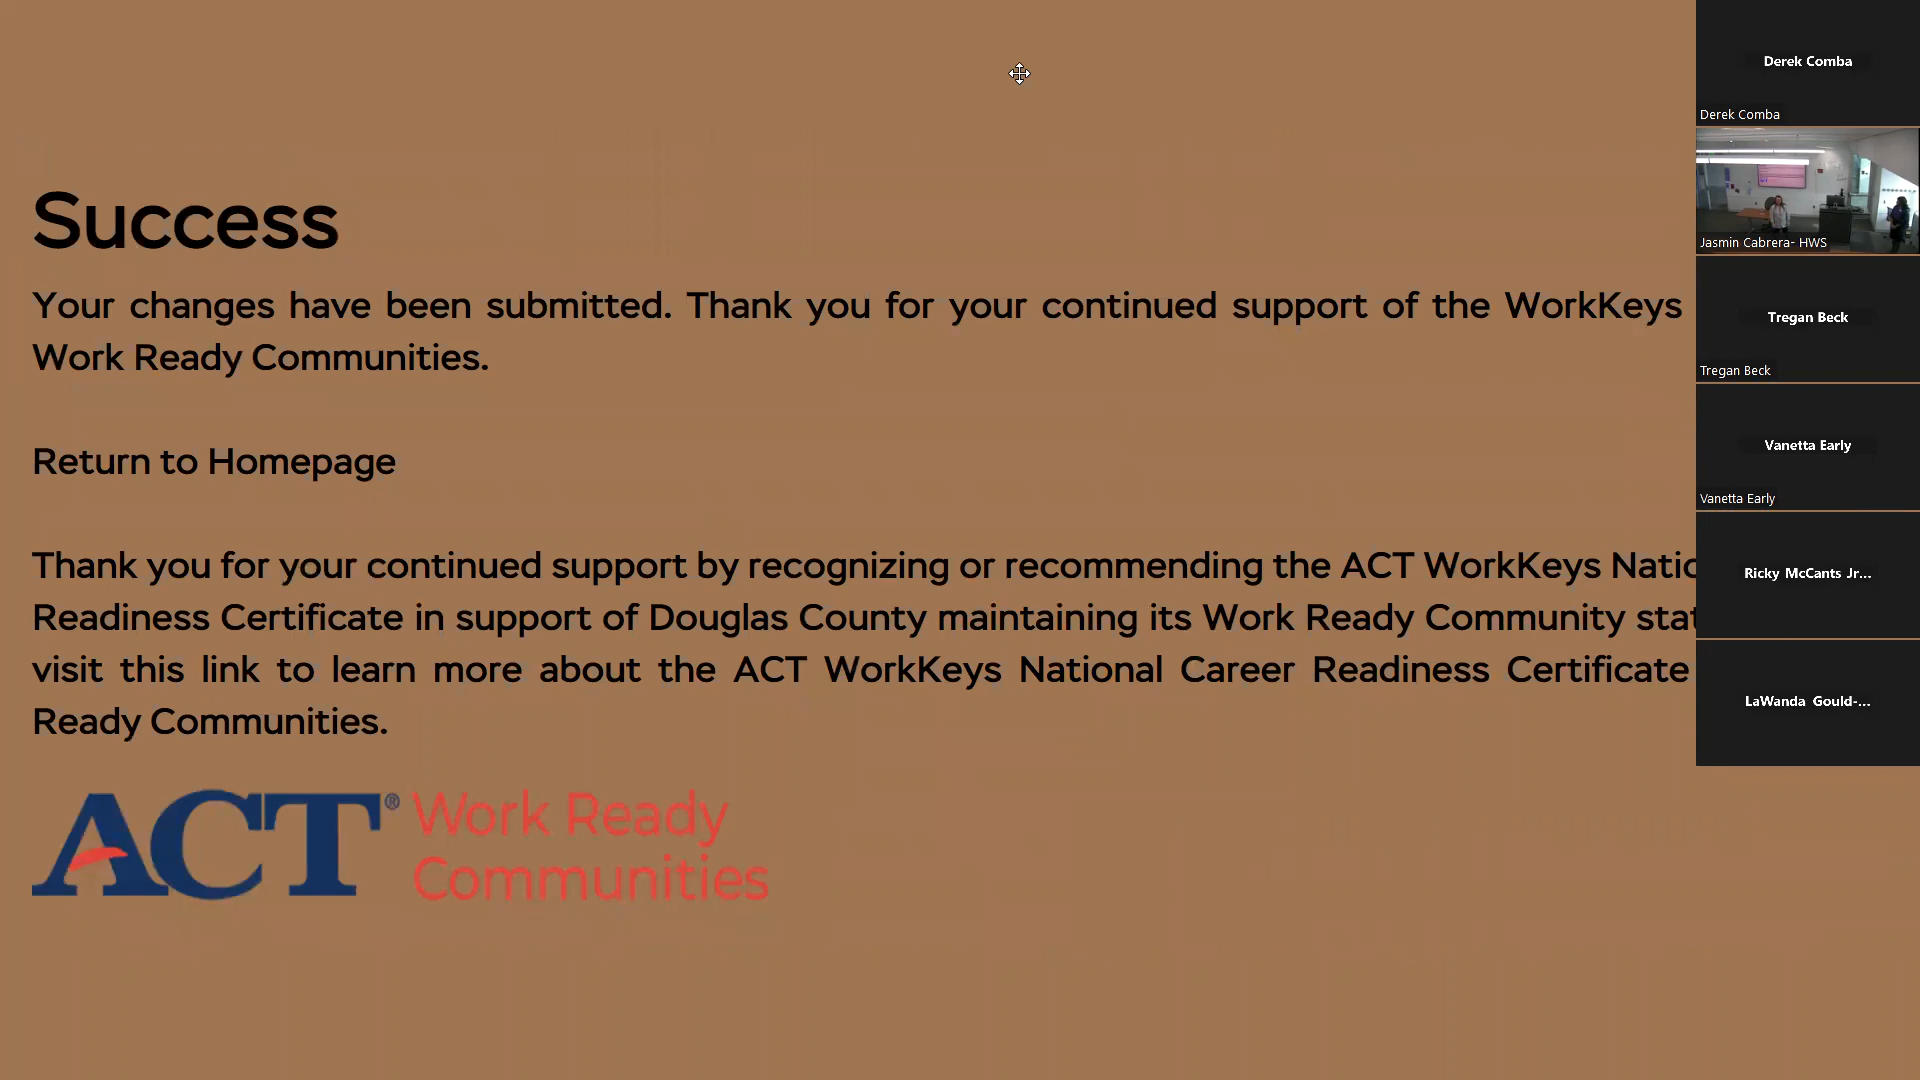 Success
Your changes have been submitted. Thank you for your continued support of the WorkKeys
Work Ready Communities.
Return to Homepage
Thank you for your continued support by recognizing or recommending the ACT WorkKeys Natio
Readiness Certificate in support of Douglas County maintaining its Work Ready Community stat
visit this link to learn more about the ACT WorkKeys National Career Readiness Certificate
Ready Communities.
ACT® Work Ready
Communities
Derek Comba
Derek Comba
Jasmin Cabrera- HWS
Tregan Beck
Tregan Beck
Vanetta Early
Vanetta Early
Ricky McCants Jr...
LaWanda Gould-...